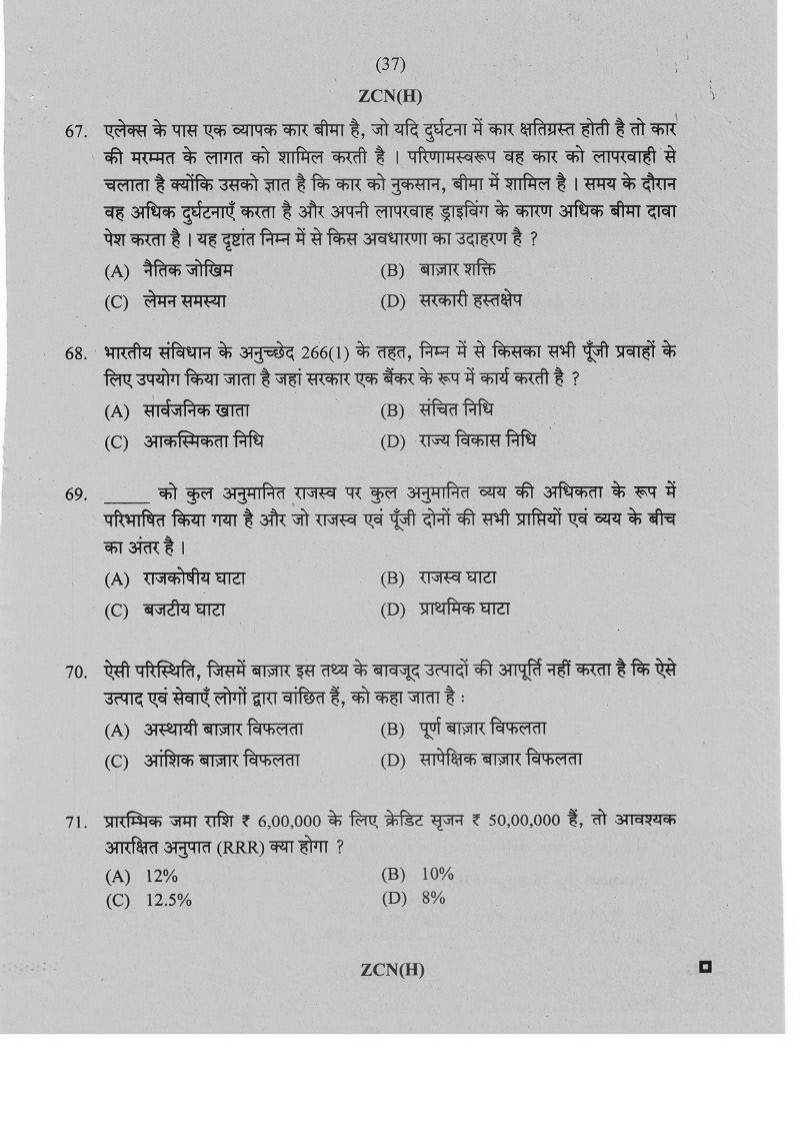 (37)
ZCN(H)
67. एलेक्स के पास एक व्यापक कार बीमा है, जो यदि दुर्घटना में कार क्षतिग्रस्त होती है तो कार
की मरम्मत के लागत को शामिल करती है । परिणामस्वरूप वह कार को लापरवाही से
चलाता है क्योंकि उसको ज्ञात है कि कार को नुकसान, बीमा में शामिल है । समय के दौरान
वह अधिक दुर्घटनाएँ करता है और अपनी लापरवाह ड्राइविंग के कारण अधिक बीमा दावा
पेश करता है । यह दृष्टांत निम्न में से किस अवधारणा का उदाहरण है ?
(A) नैतिक जोखिम (B) बाज़ार शक्ति
(C) लेमन समस्या (D) सरकारी हस्तक्षेप
68. भारतीय संविधान के अनुच्छेद 266(1) के तहत, निम्न में से किसका सभी पूँजी प्रवाहों के
लिए उपयोग किया जाता है जहां सरकार एक बैंकर के रूप में कार्य करती है ?
(A) सार्वजनिक खाता (B) संचित निधि
(C) आकस्मिकता निधि (D) राज्य विकास निधि
69. _____ को कुल अनुमानित राजस्व पर कुल अनुमानित व्यय की अधिकता के रूप में
परिभाषित किया गया है और जो राजस्व एवं पूँजी दोनों की सभी प्राप्तियों एवं व्यय के बीच
का अंतर है ।
(A) राजकोषीय घाटा (B) राजस्व घाटा
(C) बजटीय घाटा (D) प्राथमिक घाटा
70. ऐसी परिस्थिति, जिसमें बाज़ार इस तथ्य के बावजूद उत्पादों की आपूर्ति नहीं करता है कि ऐसे
उत्पाद एवं सेवाएँ लोगों द्वारा वांछित हैं, को कहा जाता है :
(A) अस्थायी बाज़ार विफलता (B) पूर्ण बाज़ार विफलता
(C) आंशिक बाज़ार विफलता (D) सापेक्षिक बाज़ार विफलता
71. प्रारम्भिक जमा राशि ₹ 6,00,000 के लिए क्रेडिट सृजन ₹ 50,00,000 हैं, तो आवश्यक
आरक्षित अनुपात (RRR) क्या होगा ?
(A) 12% (B) 10%
(C) 12.5% (D) 8%
ZCN(H)